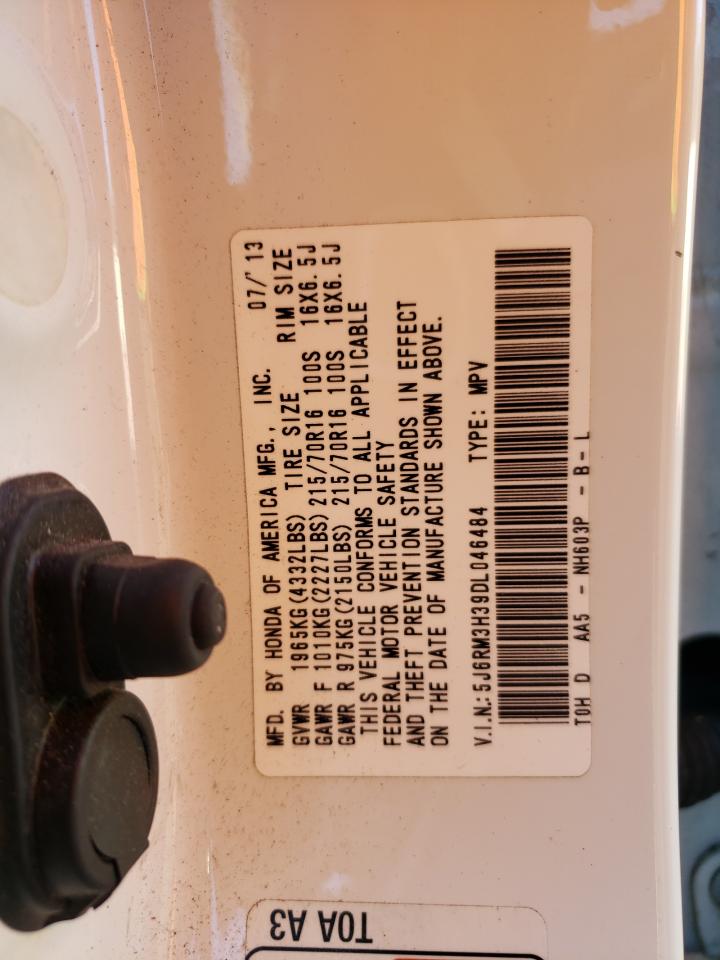 MFD. BY HONDA OF AMERICA MFG., INC. 07/'13
GVWR 1965KG(4332LBS) TIRE SIZE RIM SIZE
GAWR F 1010KG(2227LBS) 215/70R16 100S 16X6.5J
GAWR R 975KG(2150LBS) 215/70R16 100S 16X6.5J
THIS VEHICLE CONFORMS TO ALL APPLICABLE
FEDERAL MOTOR VEHICLE SAFETY
AND THEFT PREVENTION STANDARDS IN EFFECT
ON THE DATE OF MANUFACTURE SHOWN ABOVE.
V.I.N.: 5J6RM3H39DL046484 TYPE: MPV
T0H D AA5 - NH603P - B - L
T0A A3